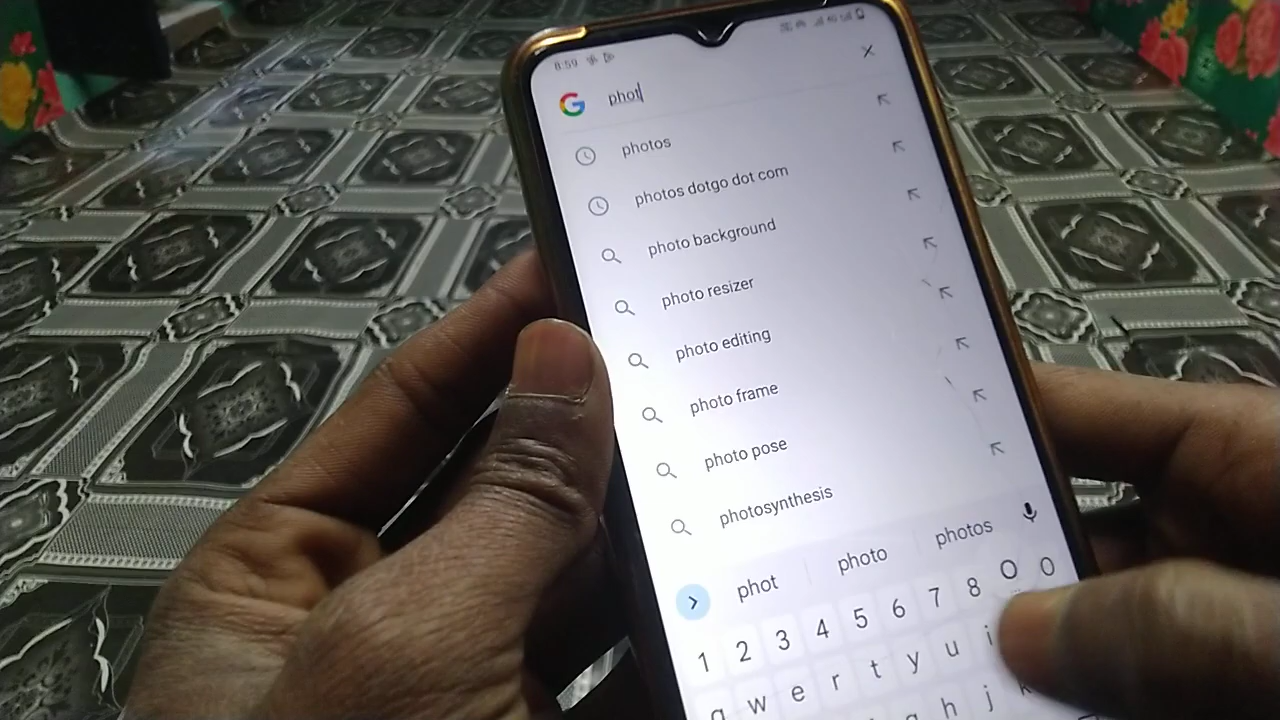 8:59
phot
photos
photos dotgo dot com
photo background
photo resizer
photo editing
photo frame
photo pose
photosynthesis
phot photo photos
1 2 3 4 5 6 7 8 0
w e r t y u i
h j